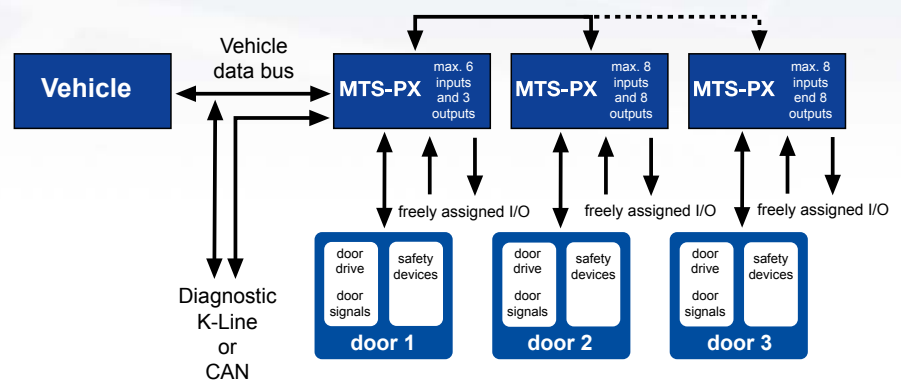 Vehicle
Vehicle
data bus
MTS-PX
max. 6
inputs
and 3
outputs
MTS-PX
max. 8
inputs
and 8
outputs
MTS-PX
max. 8
inputs
end 8
outputs
freely assigned I/O
freely assigned I/O
freely assigned I/O
Diagnostic
K-Line
or
CAN
door
drive
door
signals
safety
devices
door 1
door
drive
door
signals
safety
devices
door 2
door
drive
door
signals
safety
devices
door 3